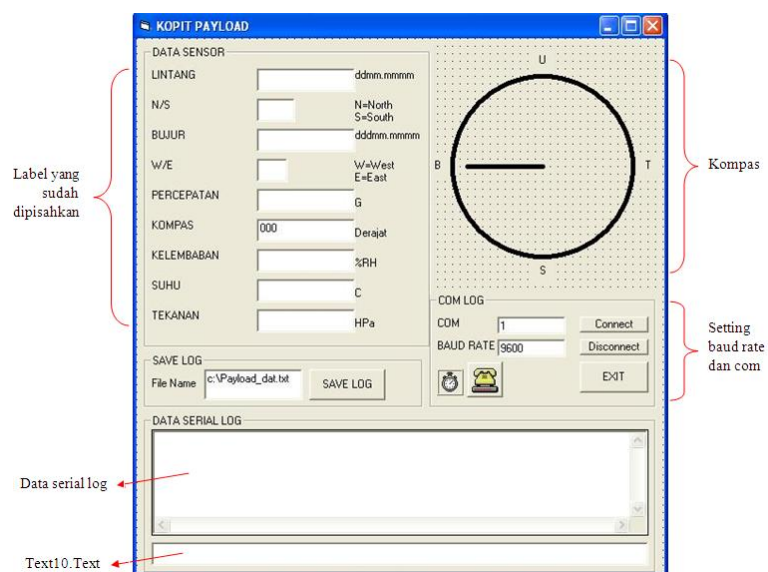 KOPIT PAYLOAD
DATA SENSOR
LINTANG ddmm.mmmm
N/S N=North
S=South
BUJUR dddmm.mmmm
W/E W=West
E=East
PERCEPATAN G
KOMPAS 000 Derajat
KELEMBABAN %RH
SUHU C
TEKANAN HPa
U
B T
S
Label yang
sudah
dipisahkan
Kompas
COM LOG
COM 1 Connect
BAUD RATE 9600 Disconnect
EXIT
Setting
baud rate
dan com
SAVE LOG
File Name c:\Payload_dat.txt SAVE LOG
DATA SERIAL LOG
Data serial log
Text10.Text